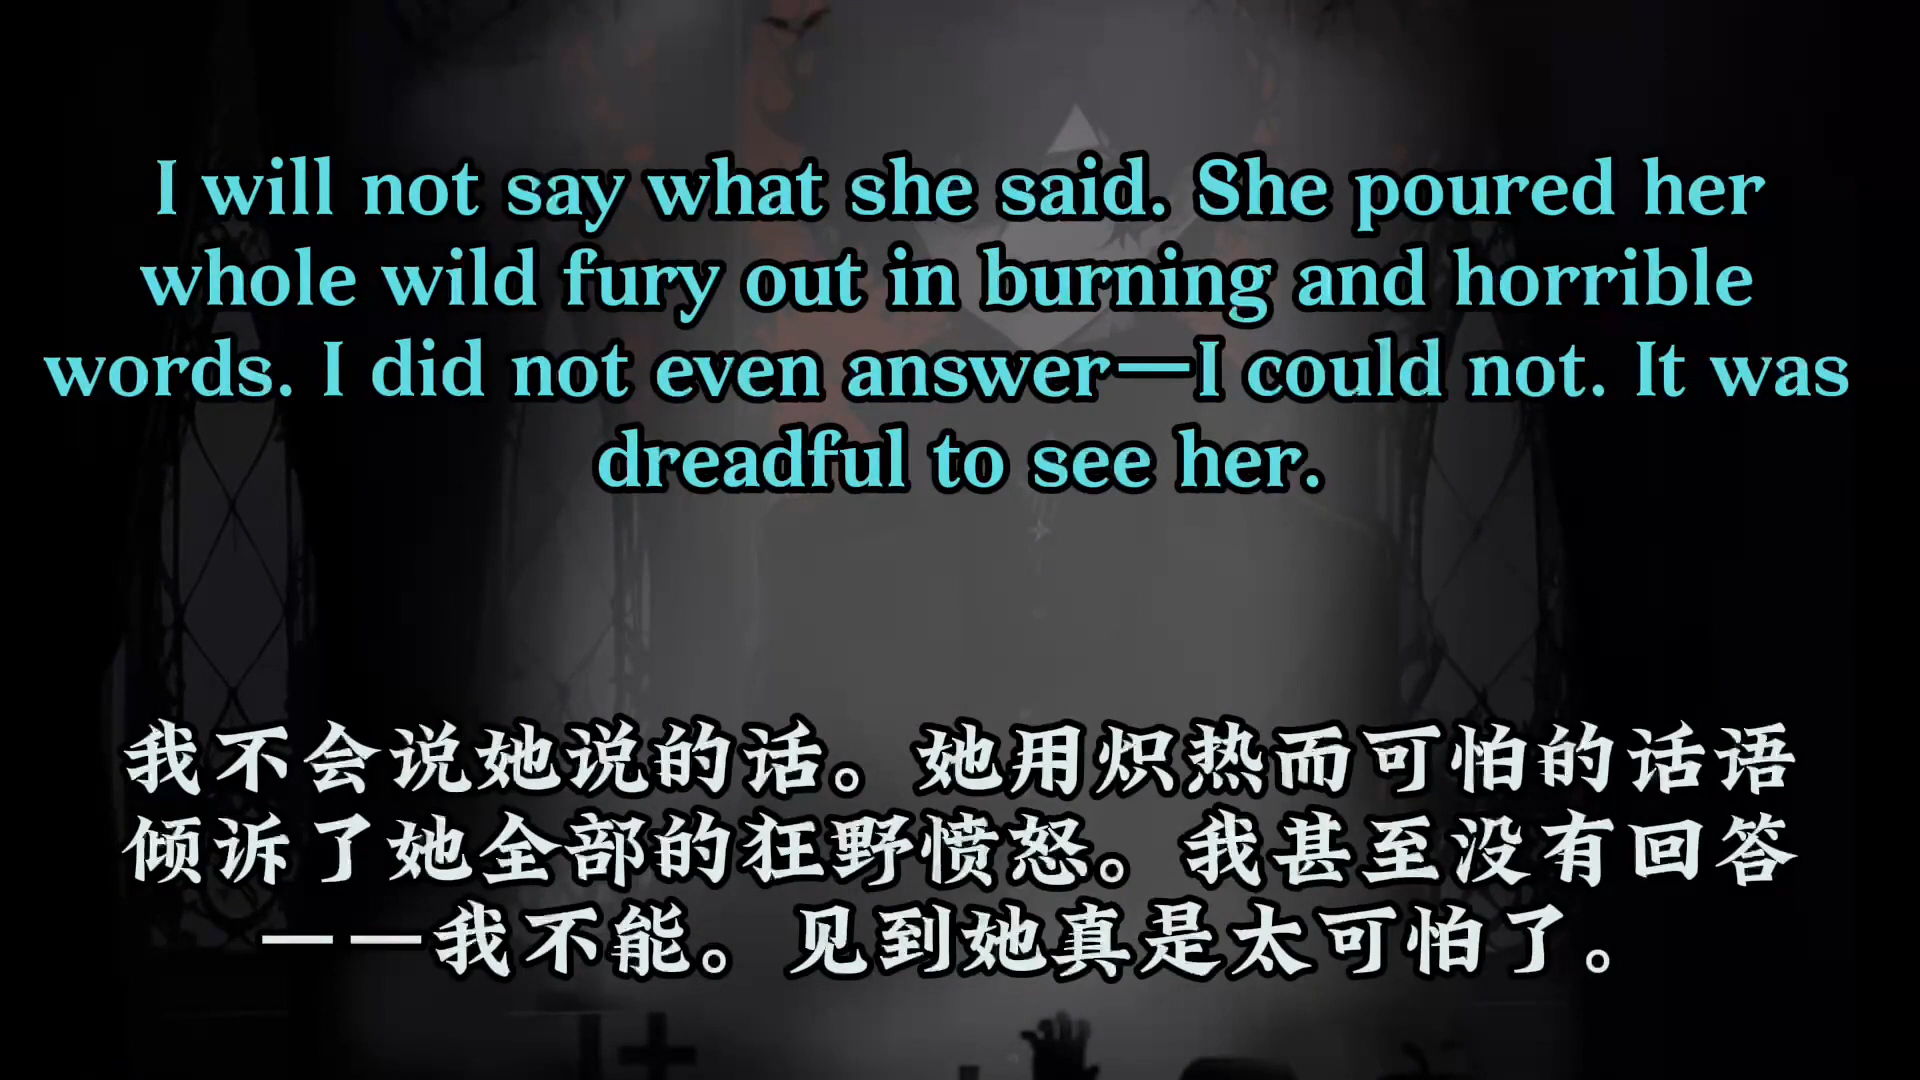 I will not say what she said. She poured her
whole wild fury out in burning and horrible
words. I did not even answer—I could not. It was
dreadful to see her.
我不会说她说的话。她用炽热而可怕的话语
倾诉了她全部的狂野愤怒。我甚至没有回答
——我不能。见到她真是太可怕了。